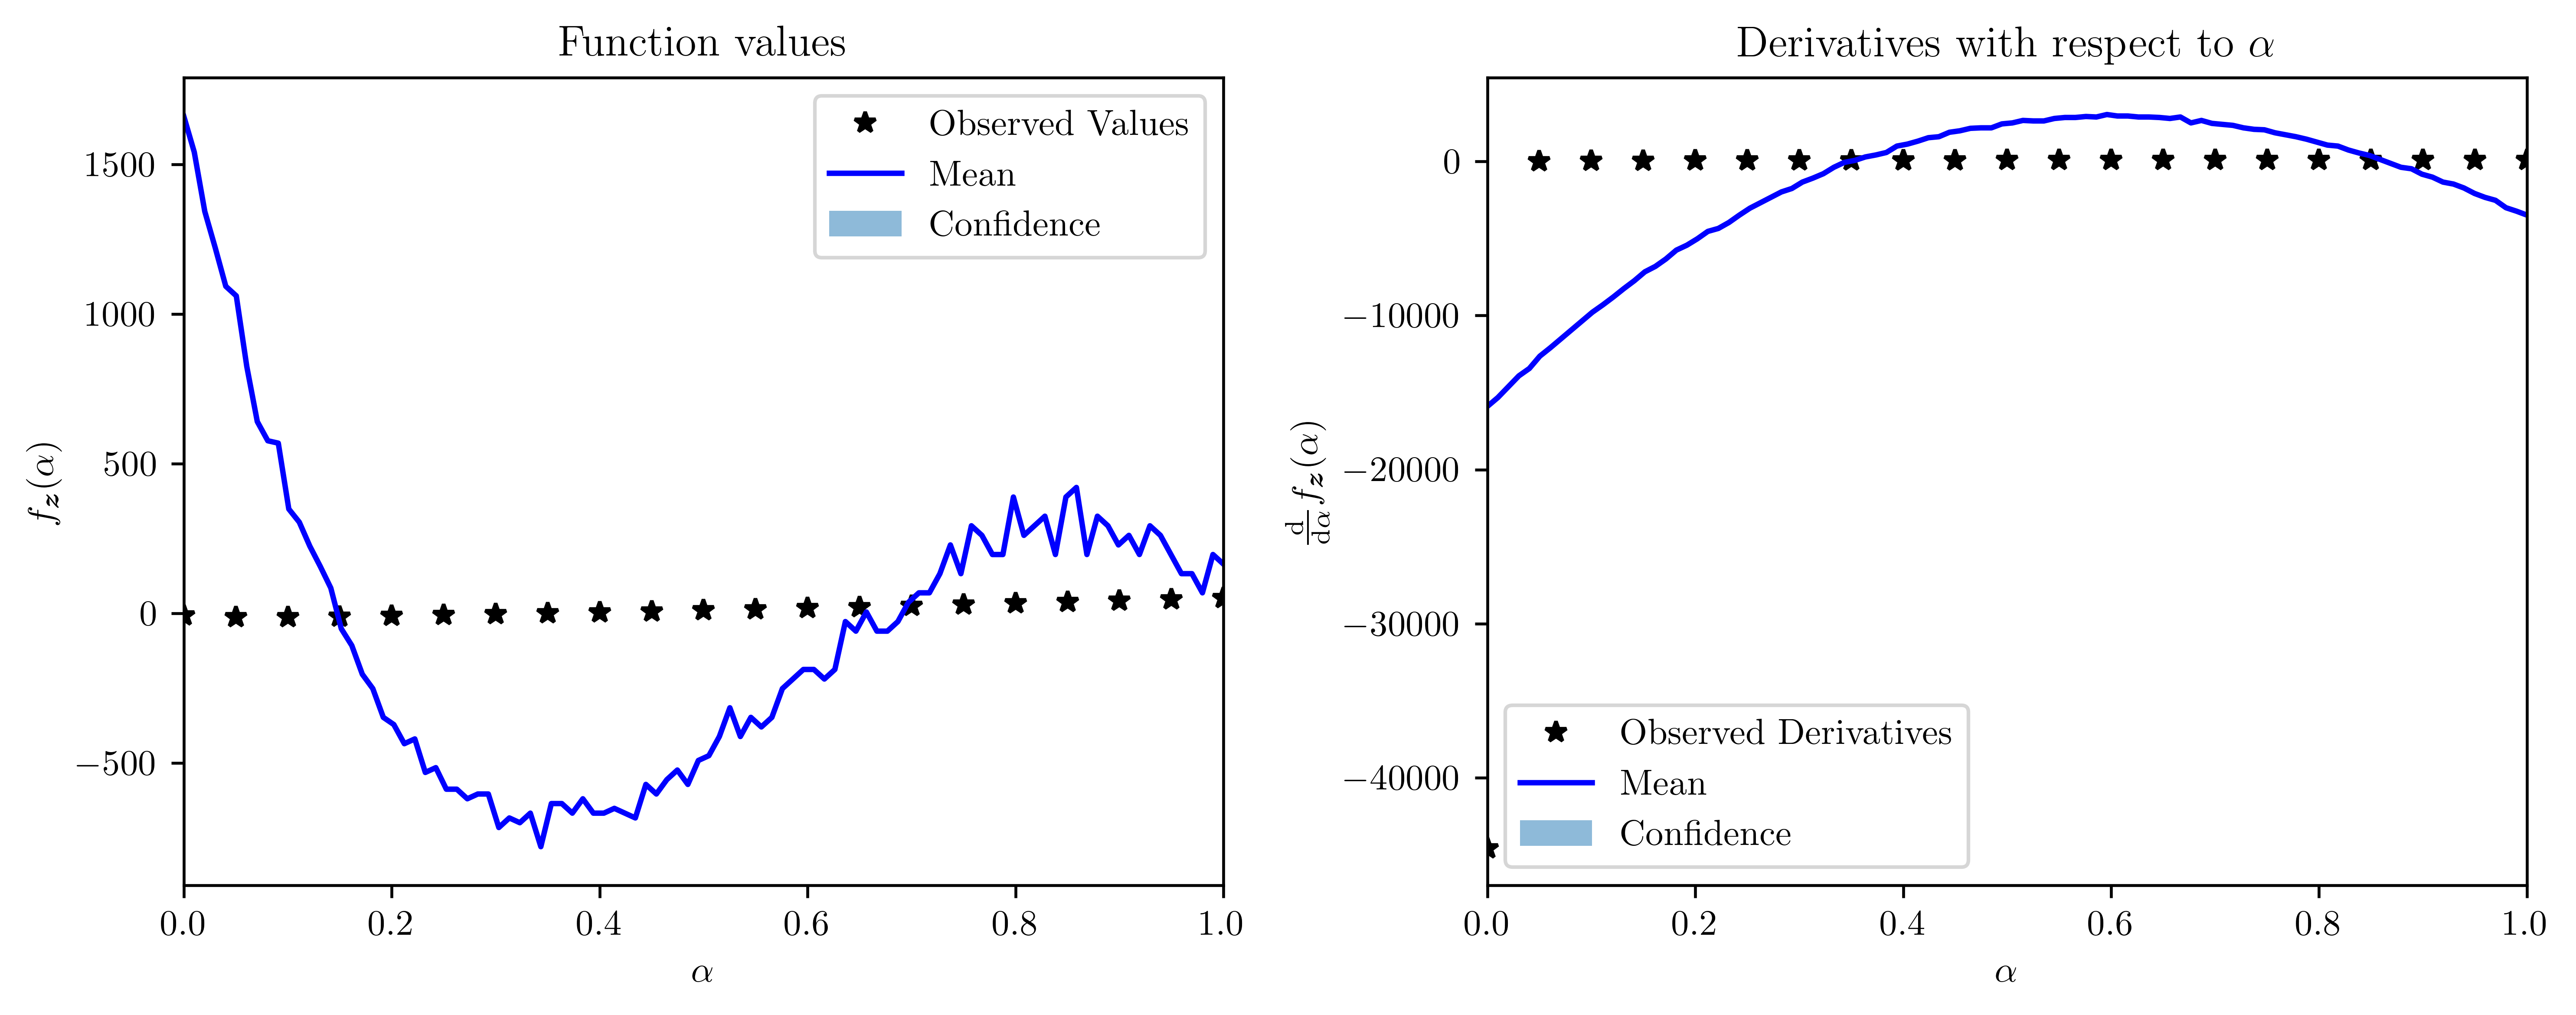 Function values
1500
1000
500
0
−500
0.0 0.2 0.4 0.6 0.8 1.0
α
f𝒛(α)
Observed Values
Mean
Confidence
Derivatives with respect to α
0
−10000
−20000
−30000
−40000
0.0 0.2 0.4 0.6 0.8 1.0
α
d/dα f𝒛(α)
Observed Derivatives
Mean
Confidence